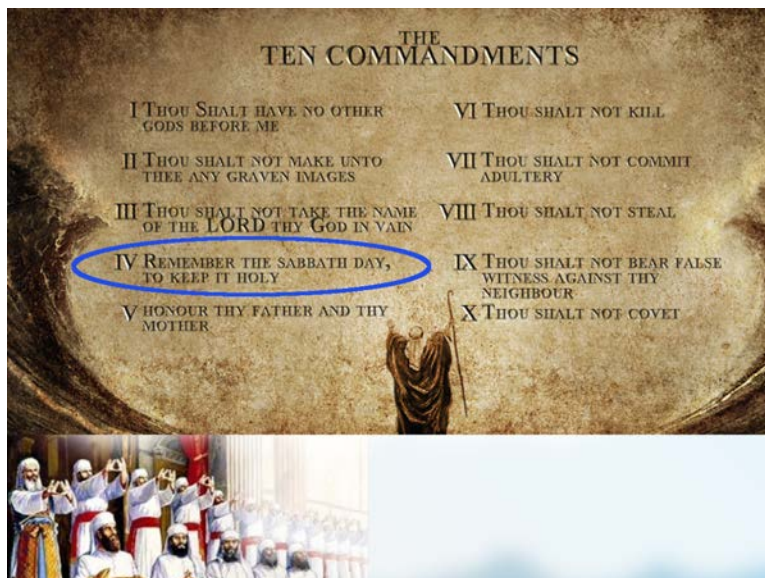 THE
TEN COMMANDMENTS
I THOU SHALT HAVE NO OTHER
GODS BEFORE ME
II THOU SHALT NOT MAKE UNTO
THEE ANY GRAVEN IMAGES
III THOU SHALT NOT TAKE THE NAME
OF THE LORD THY GOD IN VAIN
IV REMEMBER THE SABBATH DAY,
TO KEEP IT HOLY
V HONOUR THY FATHER AND THY
MOTHER
VI THOU SHALT NOT KILL
VII THOU SHALT NOT COMMIT
ADULTERY
VIII THOU SHALT NOT STEAL
IX THOU SHALT NOT BEAR FALSE
WITNESS AGAINST THY
NEIGHBOUR
X THOU SHALT NOT COVET